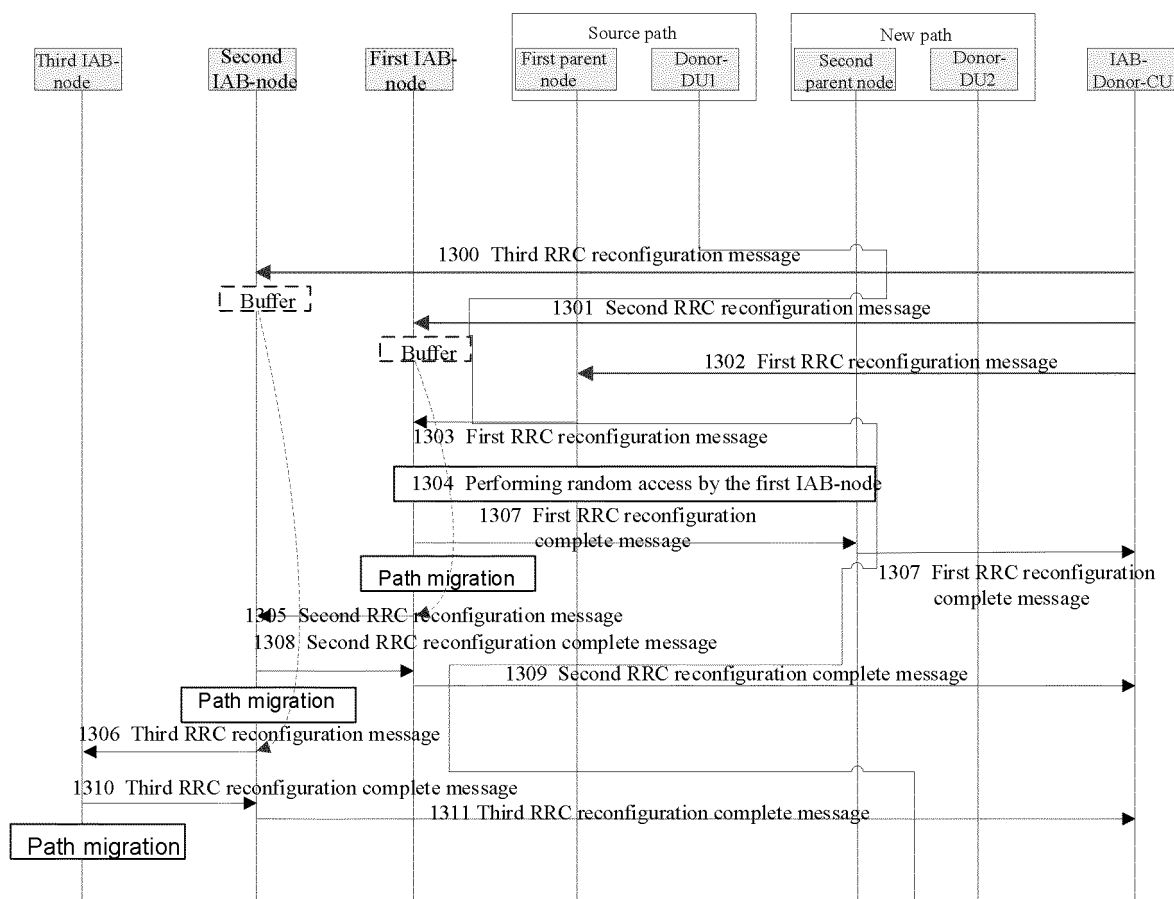 Source path
New path
Third IAB-
node
Second
IAB-node
First IAB-
node
First parent
node
Donor-
DU1
Second
parent node
Donor-
DU2
IAB-
Donor-CU
1300 Third RRC reconfiguration message
Buffer
1301 Second RRC reconfiguration message
Buffer
1302 First RRC reconfiguration message
1303 First RRC reconfiguration message
1304 Performing random access by the first IAB-node
1307 First RRC reconfiguration
complete message
Path migration
1307 First RRC reconfiguration
complete message
1305 Second RRC reconfiguration message
1308 Second RRC reconfiguration complete message
1309 Second RRC reconfiguration complete message
Path migration
1306 Third RRC reconfiguration message
1310 Third RRC reconfiguration complete message
1311 Third RRC reconfiguration complete message
Path migration